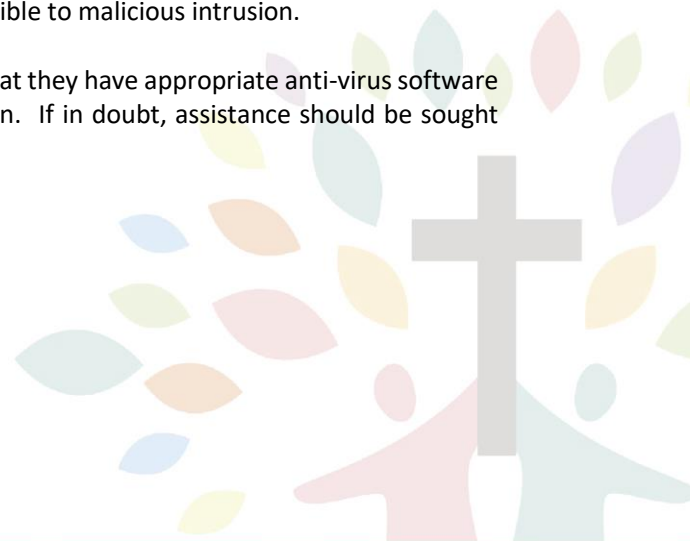 ible to malicious intrusion.
at they have appropriate anti-virus software
n. If in doubt, assistance should be sought